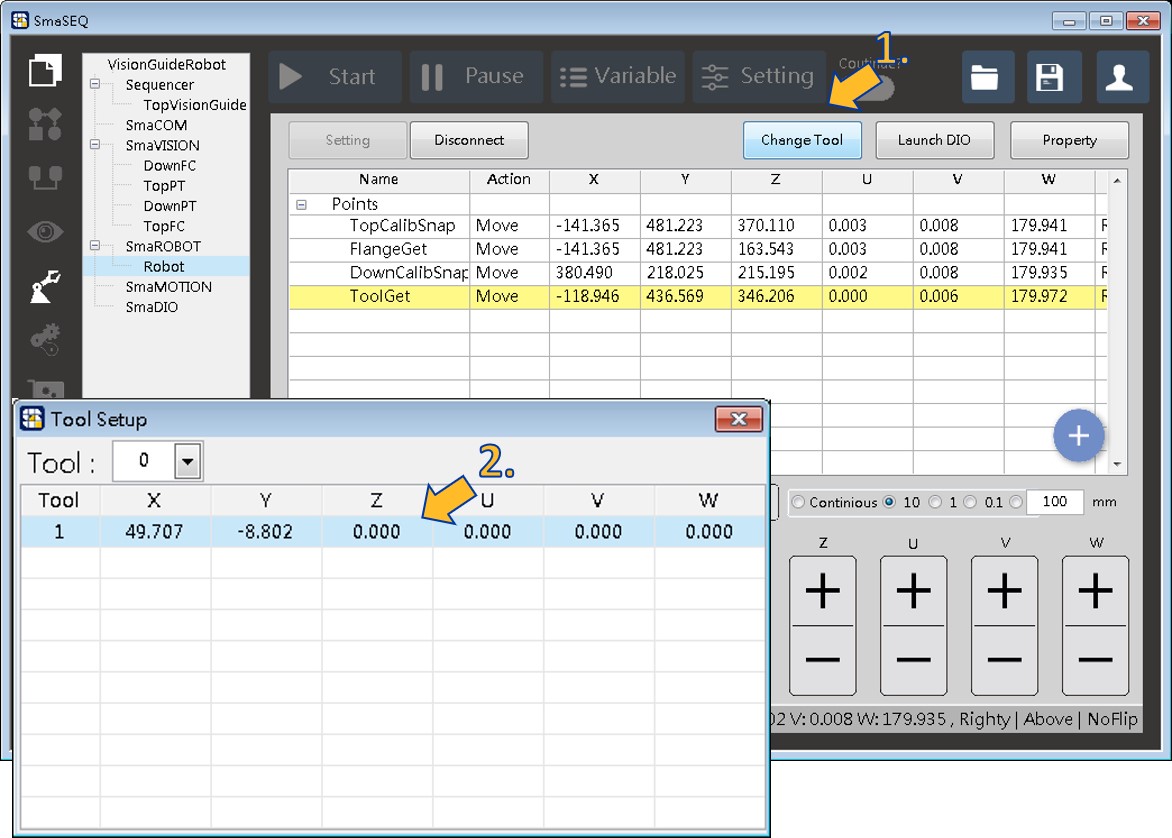 SmaSEQ
1.
VisionGuideRobot
Sequencer
TopVisionGuide
SmaCOM
SmaVISION
DownFC
TopPT
DownPT
TopFC
SmaROBOT
Robot
SmaMOTION
SmaDIO
Start Pause Variable Setting
Setting Disconnect Change Tool Launch DIO Property
Name Action X Y Z U V W
Points
TopCalibSnap Move -141.365 481.223 370.110 0.003 0.008 179.941 R
FlangeGet Move -141.365 481.223 163.543 0.003 0.008 179.941 R
DownCalibSnap Move 380.490 218.025 215.195 0.002 0.008 179.935 R
ToolGet Move -118.946 436.569 346.206 0.000 0.006 179.972 R
Continious 10 1 0.1 100 mm
Z U V W
V: 0.008 W: 179.935 , Righty | Above | NoFlip
Tool Setup
Tool : 0
2.
Tool X Y Z U V W
1 49.707 -8.802 0.000 0.000 0.000 0.000